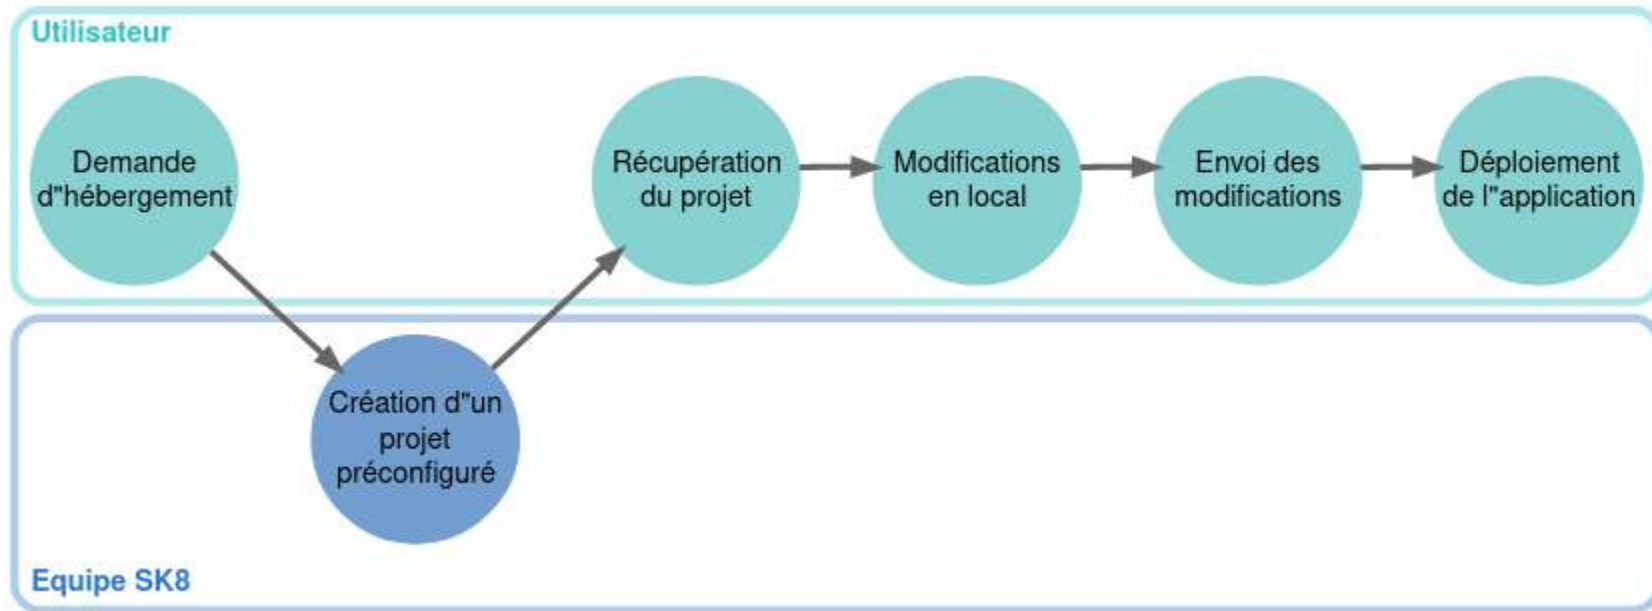 Utilisateur
Demande
d"hébergement
Récupération
du projet
Modifications
en local
Envoi des
modifications
Déploiement
de l"application
Création d"un
projet
préconfiguré
Equipe SK8